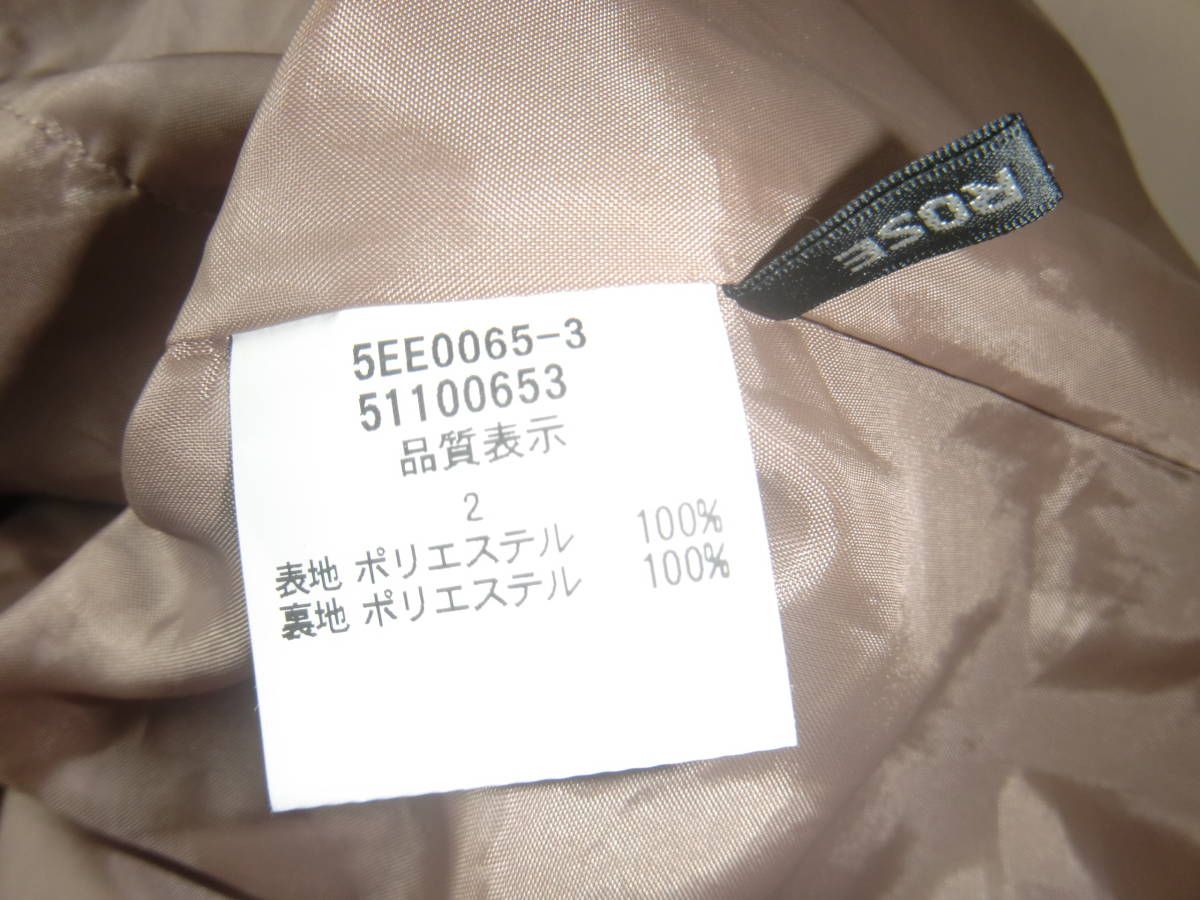 ROSE
5EE0065-3
51100653
品質表示
2
表地 ポリエステル 100%
裏地 ポリエステル 100%